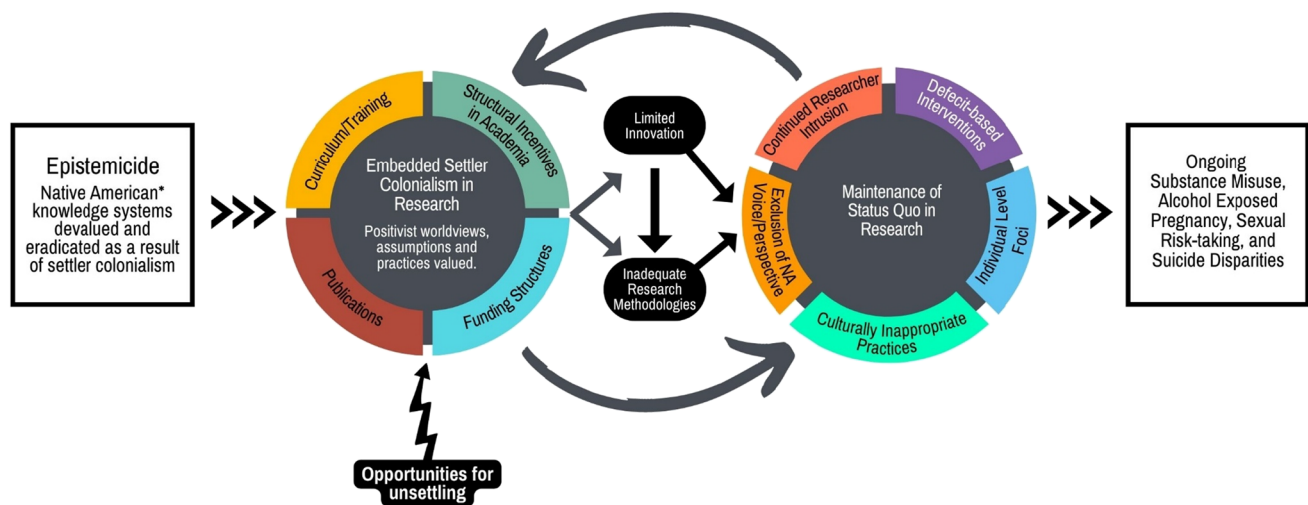 Epistemicide
Native American*
knowledge systems
devalued and
eradicated as a result
of settler colonialism
Curriculum/Training
Structural Incentives
in Academia
Publications
Funding Structures
Embedded Settler
Colonialism in
Research
Positivist worldviews,
assumptions and
practices valued.
Opportunities for
unsettling
Limited
Innovation
Inadequate
Research
Methodologies
Continued Researcher
Intrusion
Defecit-based
Interventions
Exclusion of NA
Voice/Perspective
Individual Level
Foci
Culturally Inappropriate
Practices
Maintenance of
Status Quo in
Research
Ongoing
Substance Misuse,
Alcohol Exposed
Pregnancy, Sexual
Risk-taking, and
Suicide Disparities